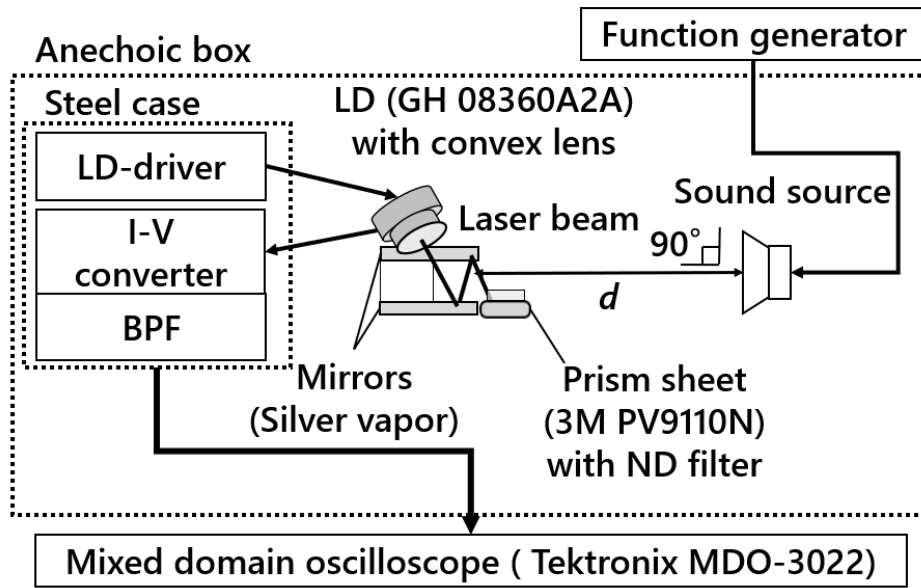 Function generator
Anechoic box
Steel case
LD (GH 08360A2A)
with convex lens
LD-driver
Sound source
Laser beam
I-V
converter
90°
d
BPF
Mirrors
(Silver vapor)
Prism sheet
(3M PV9110N)
with ND filter
Mixed domain oscilloscope ( Tektronix MDO-3022)